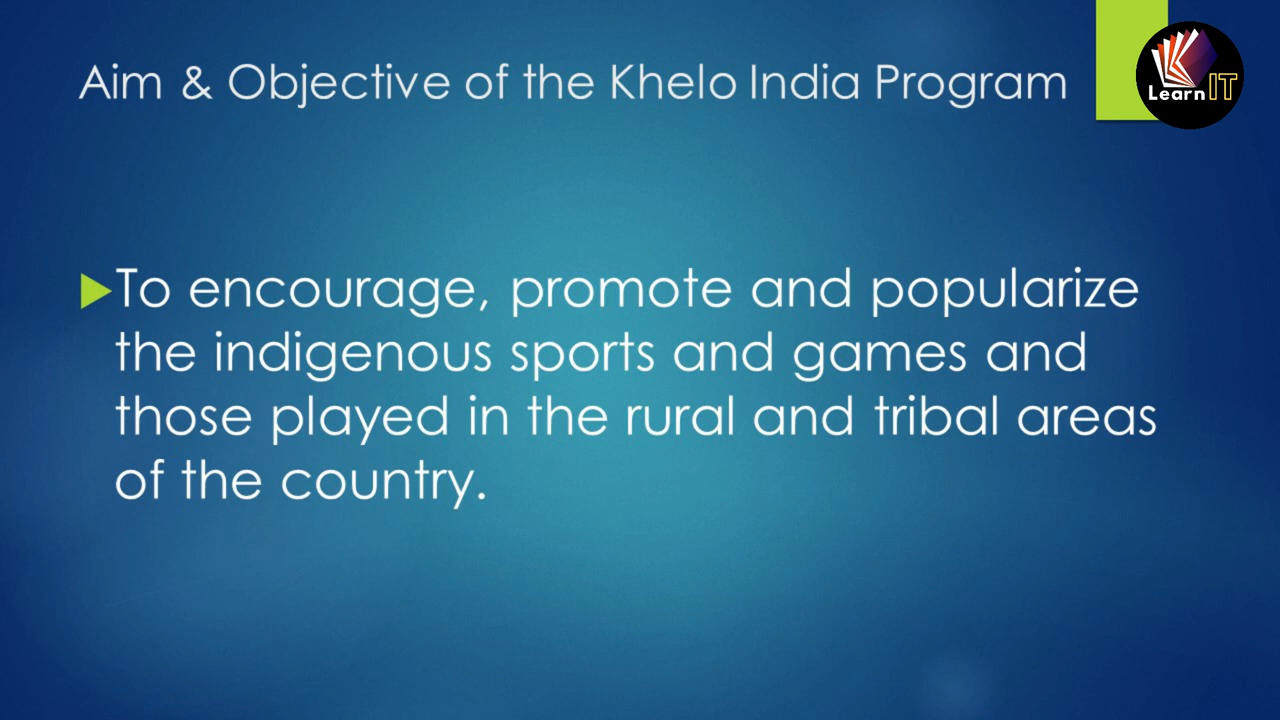 Aim & Objective of the Khelo India Program
Learn IT
To encourage, promote and popularize
the indigenous sports and games and
those played in the rural and tribal areas
of the country.